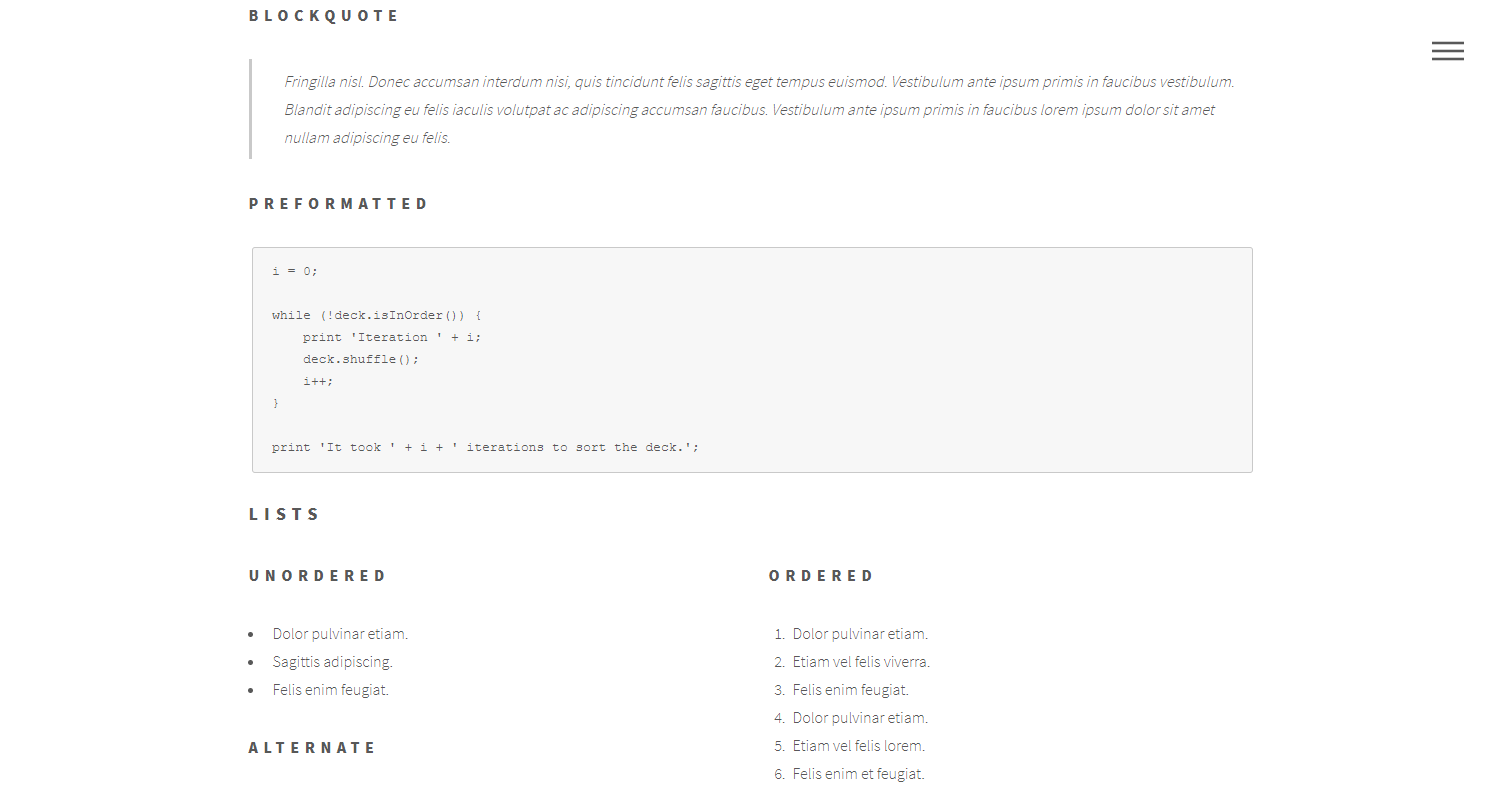 BLOCKQUOTE
Fringilla nisl. Donec accumsan interdum nisi, quis tincidunt felis sagittis eget tempus euismod. Vestibulum ante ipsum primis in faucibus vestibulum.
Blandit adipiscing eu felis iaculis volutpat ac adipiscing accumsan faucibus. Vestibulum ante ipsum primis in faucibus lorem ipsum dolor sit amet
nullam adipiscing eu felis.
PREFORMATTED
i = 0;
while (!deck.isInOrder()) {
    print 'Iteration ' + i;
    deck.shuffle();
    i++;
}
print 'It took ' + i + ' iterations to sort the deck.';
LISTS
UNORDERED
• Dolor pulvinar etiam.
• Sagittis adipiscing.
• Felis enim feugiat.
ALTERNATE
ORDERED
1. Dolor pulvinar etiam.
2. Etiam vel felis viverra.
3. Felis enim feugiat.
4. Dolor pulvinar etiam.
5. Etiam vel felis lorem.
6. Felis enim et feugiat.